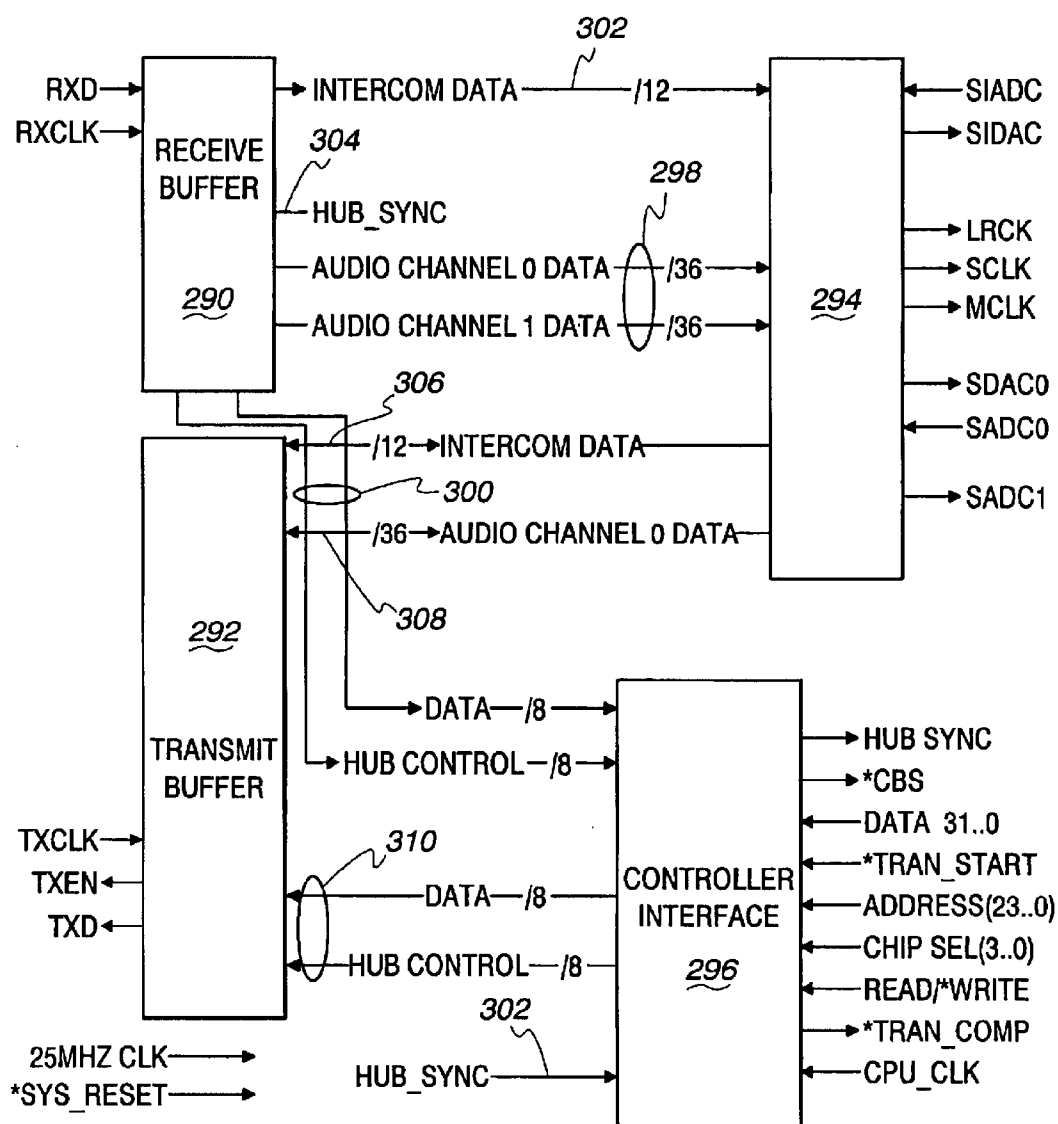 302
RXD
INTERCOM DATA /12
SIADC
RXCLK
SIDAC
RECEIVE
BUFFER
304
HUB_SYNC
298
LRCK
AUDIO CHANNEL 0 DATA /36
SCLK
290
294
MCLK
AUDIO CHANNEL 1 DATA /36
306
SDAC0
/12 INTERCOM DATA
SADC0
300
SADC1
/36 AUDIO CHANNEL 0 DATA
308
292
DATA /8
TRANSMIT
BUFFER
HUB CONTROL /8
HUB SYNC
*CBS
DATA 31..0
TXCLK
310
*TRAN_START
TXEN
DATA /8
CONTROLLER
INTERFACE
ADDRESS(23..0)
TXD
CHIP SEL(3..0)
HUB CONTROL /8
296
READ/*WRITE
302
*TRAN_COMP
25MHZ CLK
HUB_SYNC
CPU_CLK
*SYS_RESET